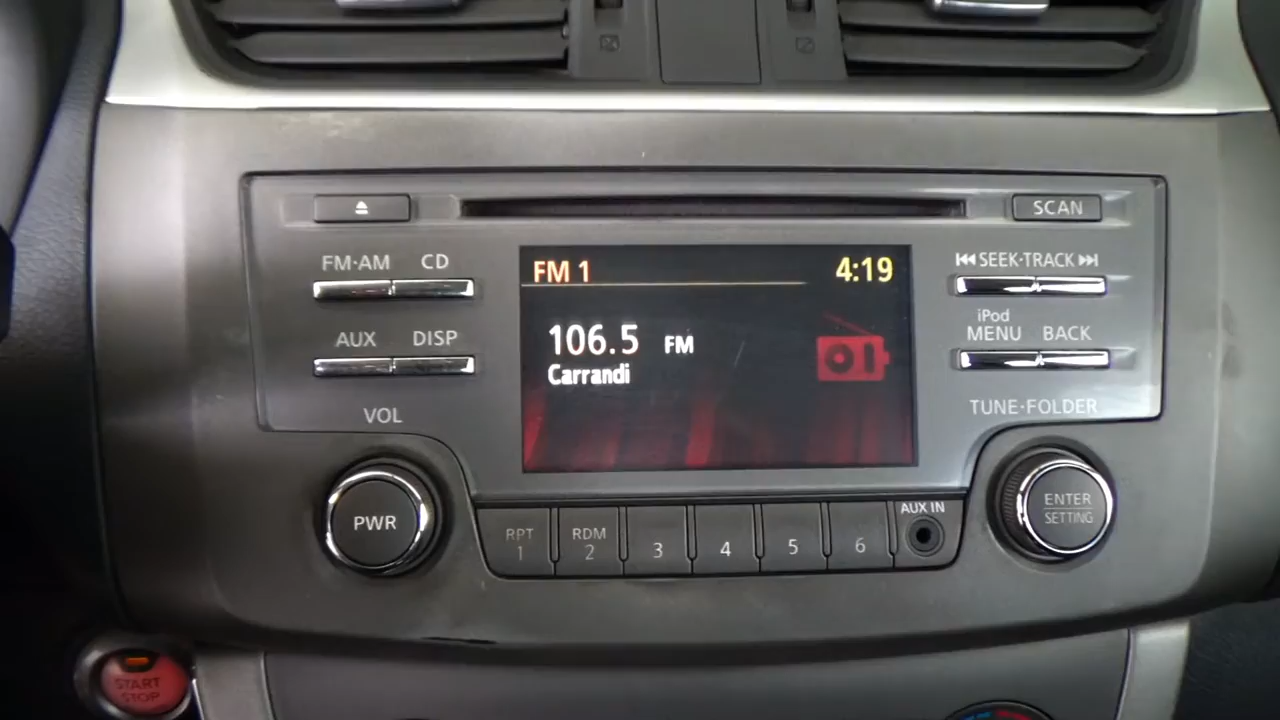 SCAN
FM·AM CD
⏮ SEEK·TRACK ⏭
FM 1 4:19
AUX DISP
iPod
MENU BACK
106.5 FM
Carrandi
VOL
TUNE·FOLDER
PWR
ENTER
SETTING
RPT
1
RDM
2
3
4
5
6
AUX IN
START
STOP